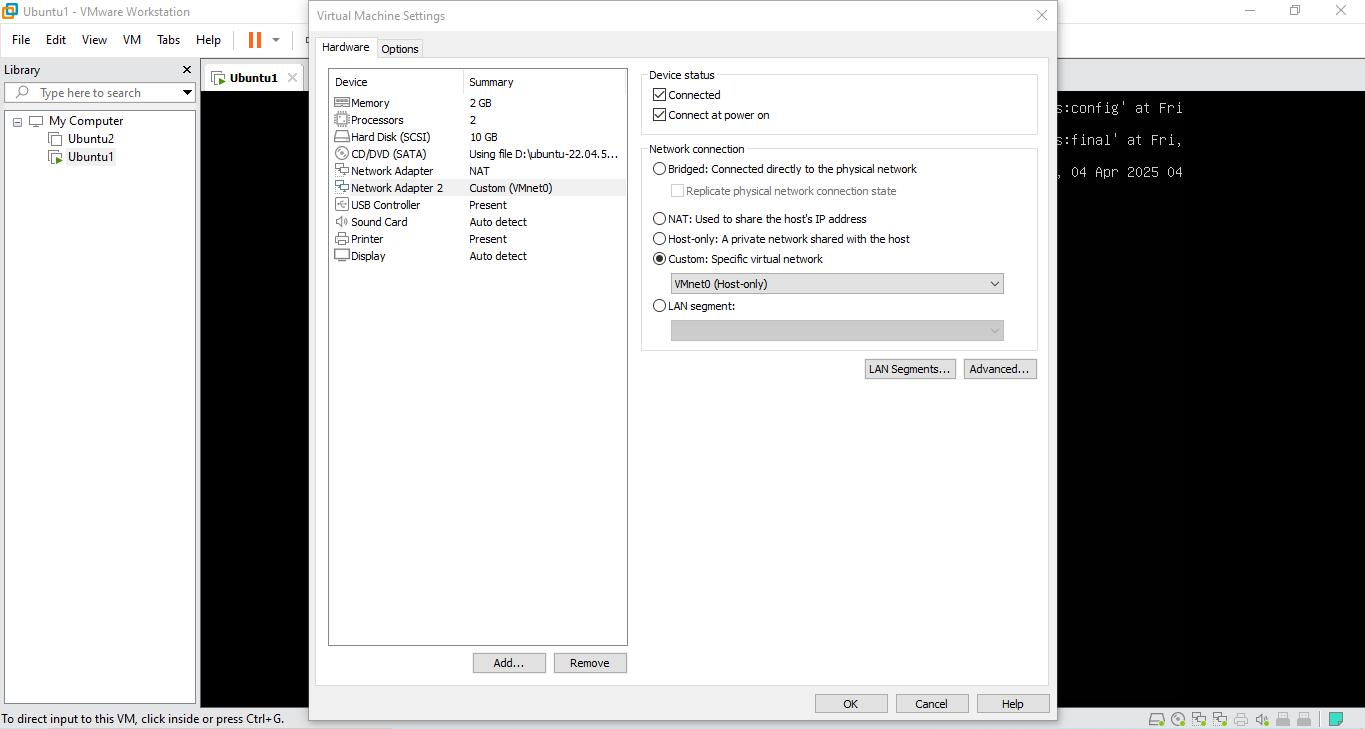 Ubuntu1 - VMware Workstation
File Edit View VM Tabs Help
Library
Type here to search
My Computer
Ubuntu2
Ubuntu1
Ubuntu1
Virtual Machine Settings
Hardware Options
Device Summary
Memory 2 GB
Processors 2
Hard Disk (SCSI) 10 GB
CD/DVD (SATA) Using file D:\ubuntu-22.04.5...
Network Adapter NAT
Network Adapter 2 Custom (VMnet0)
USB Controller Present
Sound Card Auto detect
Printer Present
Display Auto detect
Add... Remove
Device status
Connected
Connect at power on
Network connection
Bridged: Connected directly to the physical network
Replicate physical network connection state
NAT: Used to share the host's IP address
Host-only: A private network shared with the host
Custom: Specific virtual network
VMnet0 (Host-only)
LAN segment:
LAN Segments... Advanced...
OK Cancel Help
s:config' at Fri
s:final' at Fri,
, 04 Apr 2025 04
To direct input to this VM, click inside or press Ctrl+G.